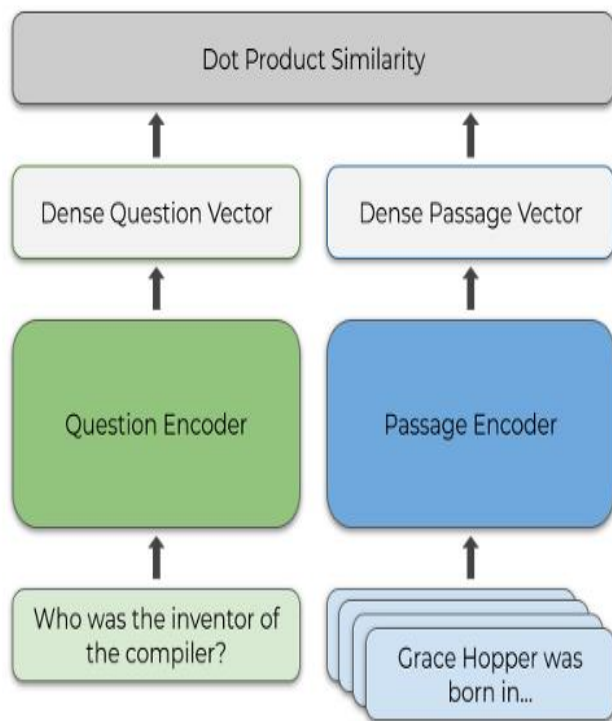 Dot Product Similarity
Dense Question Vector
Dense Passage Vector
Question Encoder
Passage Encoder
Who was the inventor of
the compiler?
Grace Hopper was
born in...